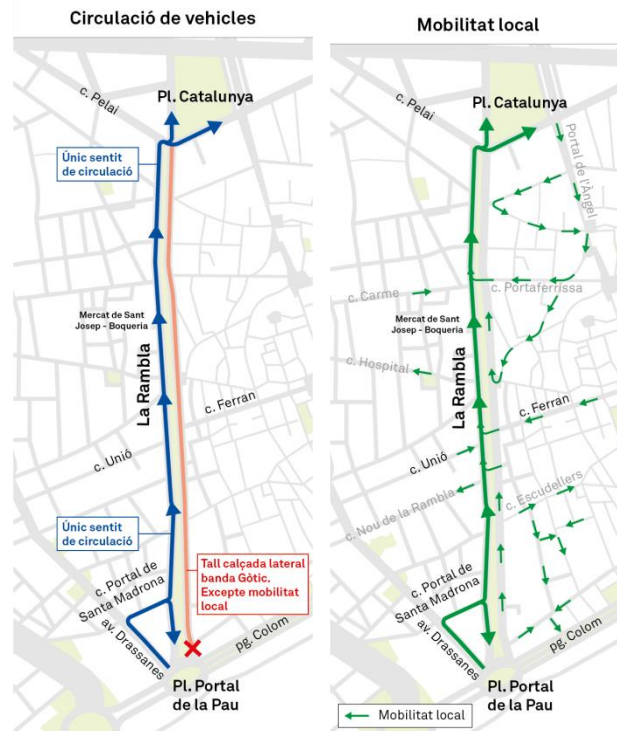 Circulació de vehicles
c. Pelai
Pl. Catalunya
Únic sentit
de circulació
Mercat de Sant
Josep - Boqueria
La Rambla
c. Ferran
c. Unió
Únic sentit
de circulació
Tall calçada lateral
banda Gòtic.
Excepte mobilitat
local
c. Portal de
Santa Madrona
av. Drassanes
pg. Colom
Pl. Portal
de la Pau
Mobilitat local
c. Pelai
Pl. Catalunya
Portal de
de l'Àngel
c. Carme
c. Portaferrissa
Mercat de Sant
Josep - Boqueria
c. Hospital
La Rambla
c. Ferran
c. Unió
c. Escudellers
c. Nou de la Rambla
c. Portal de
Santa Madrona
av. Drassanes
pg. Colom
Pl. Portal
de la Pau
Mobilitat local